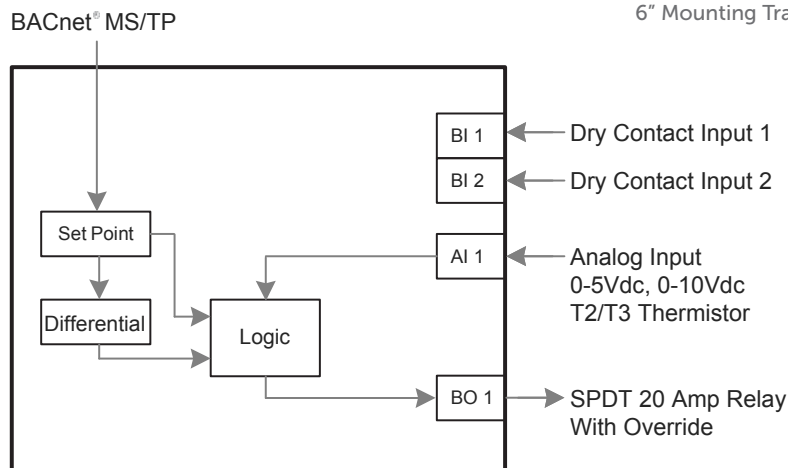 BACnet® MS/TP
6” Mounting Tra
BI 1
Dry Contact Input 1
BI 2
Dry Contact Input 2
Set Point
AI 1
Analog Input
0-5Vdc, 0-10Vdc
T2/T3 Thermistor
Differential
Logic
BO 1
SPDT 20 Amp Relay
With Override